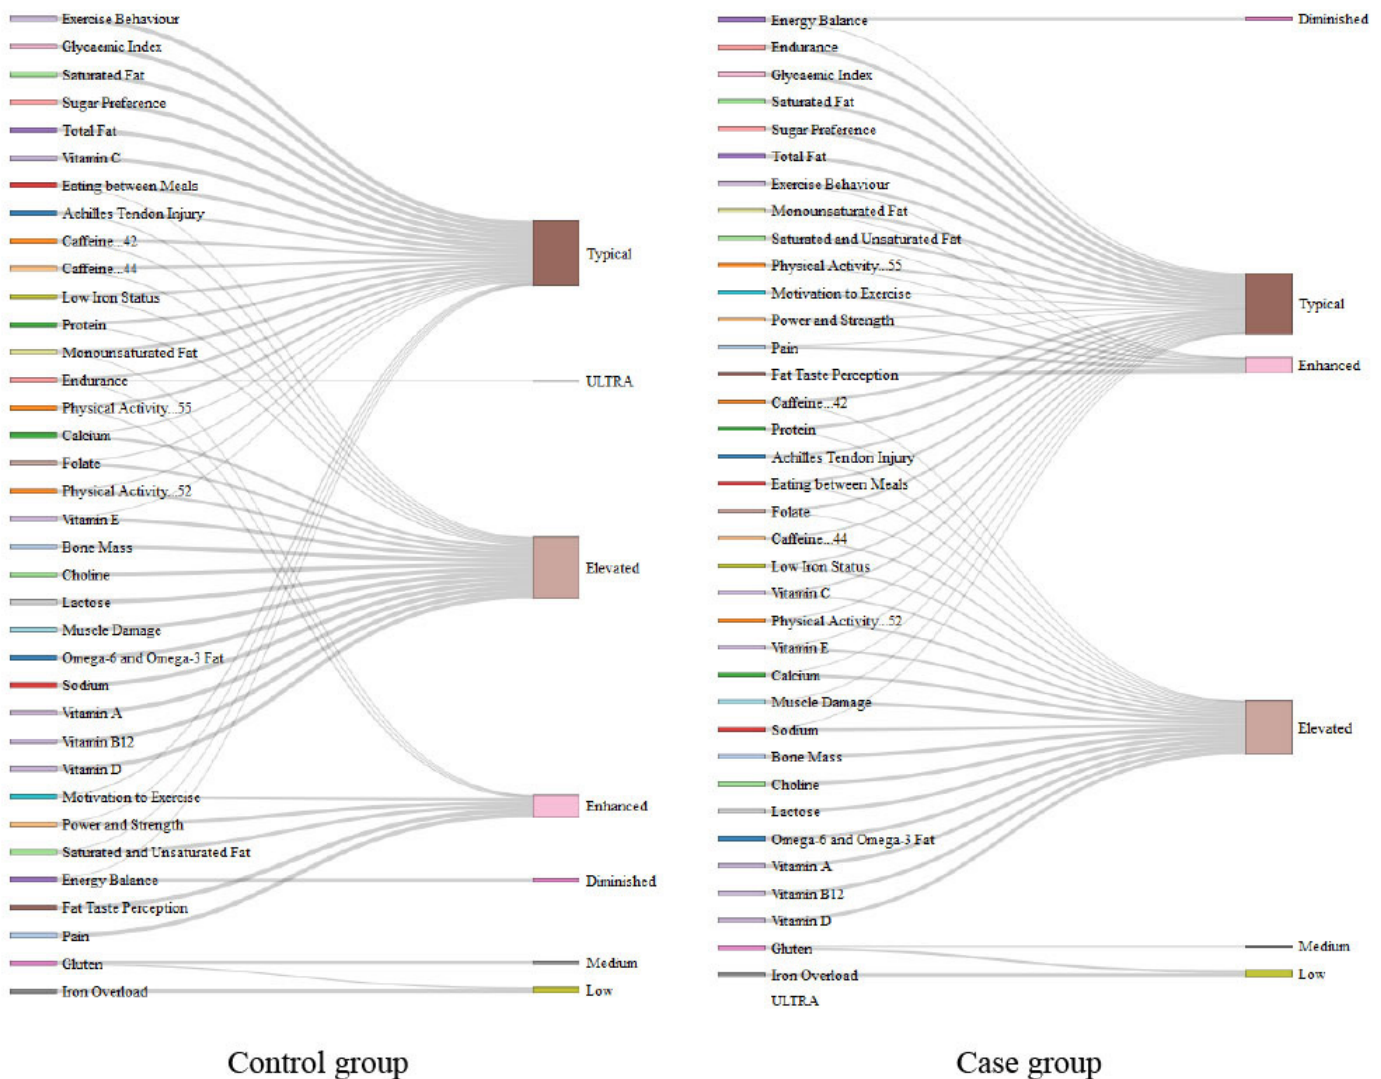 Exercise Behaviour
Glycaemic Index
Saturated Fat
Sugar Preference
Total Fat
Vitamin C
Eating between Meals
Achilles Tendon Injury
Caffeine...42
Caffeine...44
Low Iron Status
Protein
Monounsaturated Fat
Endurance
Physical Activity...55
Calcium
Folate
Physical Activity...52
Vitamin E
Bone Mass
Choline
Lactose
Muscle Damage
Omega-6 and Omega-3 Fat
Sodium
Vitamin A
Vitamin B12
Vitamin D
Motivation to Exercise
Power and Strength
Saturated and Unsaturated Fat
Energy Balance
Fat Taste Perception
Pain
Gluten
Iron Overload
Typical
ULTRA
Elevated
Enhanced
Diminished
Medium
Low
Control group
Energy Balance
Endurance
Glycaemic Index
Saturated Fat
Sugar Preference
Total Fat
Exercise Behaviour
Monounsaturated Fat
Saturated and Unsaturated Fat
Physical Activity...55
Motivation to Exercise
Power and Strength
Pain
Fat Taste Perception
Caffeine...42
Protein
Achilles Tendon Injury
Eating between Meals
Folate
Caffeine...44
Low Iron Status
Vitamin C
Physical Activity...52
Vitamin E
Calcium
Muscle Damage
Sodium
Bone Mass
Choline
Lactose
Omega-6 and Omega-3 Fat
Vitamin A
Vitamin B12
Vitamin D
Gluten
Iron Overload
ULTRA
Diminished
Typical
Enhanced
Elevated
Medium
Low
Case group